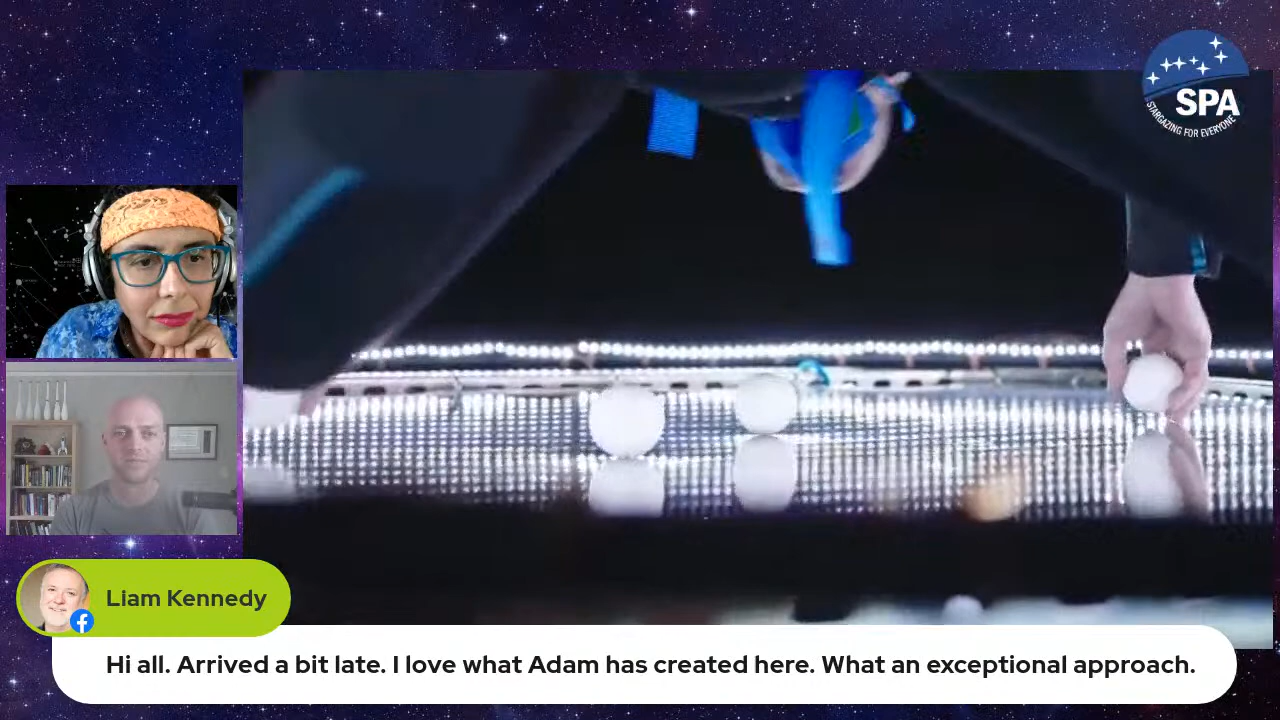 SPA
STARGAZING FOR EVERYONE
Liam Kennedy
Hi all. Arrived a bit late. I love what Adam has created here. What an exceptional approach.